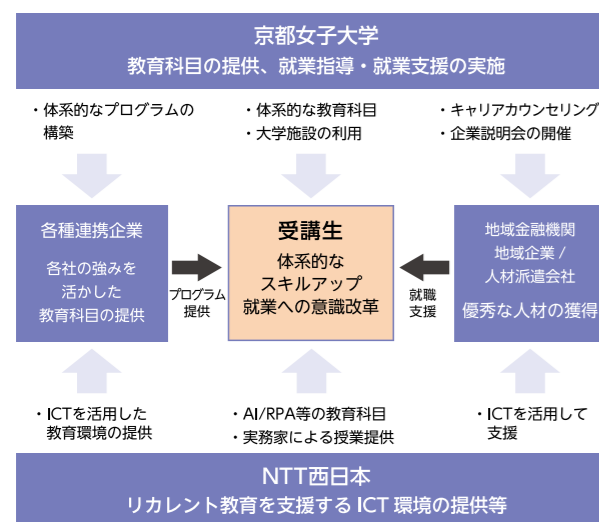 京都女子大学
教育科目の提供、就業指導・就業支援の実施
・体系的なプログラムの
構築
・体系的な教育科目
・大学施設の利用
・キャリアカウンセリング
・企業説明会の開催
各種連携企業
各社の強みを
活かした
教育科目の提供
プログラム
提供
受講生
体系的な
スキルアップ
就業への意識改革
就職
支援
地域金融機関
地域企業 /
人材派遣会社
優秀な人材の獲得
・ICTを活用した
教育環境の提供
・AI/RPA等の教育科目
・実務家による授業提供
・ICTを活用して
支援
NTT西日本
リカレント教育を支援する ICT 環境の提供等